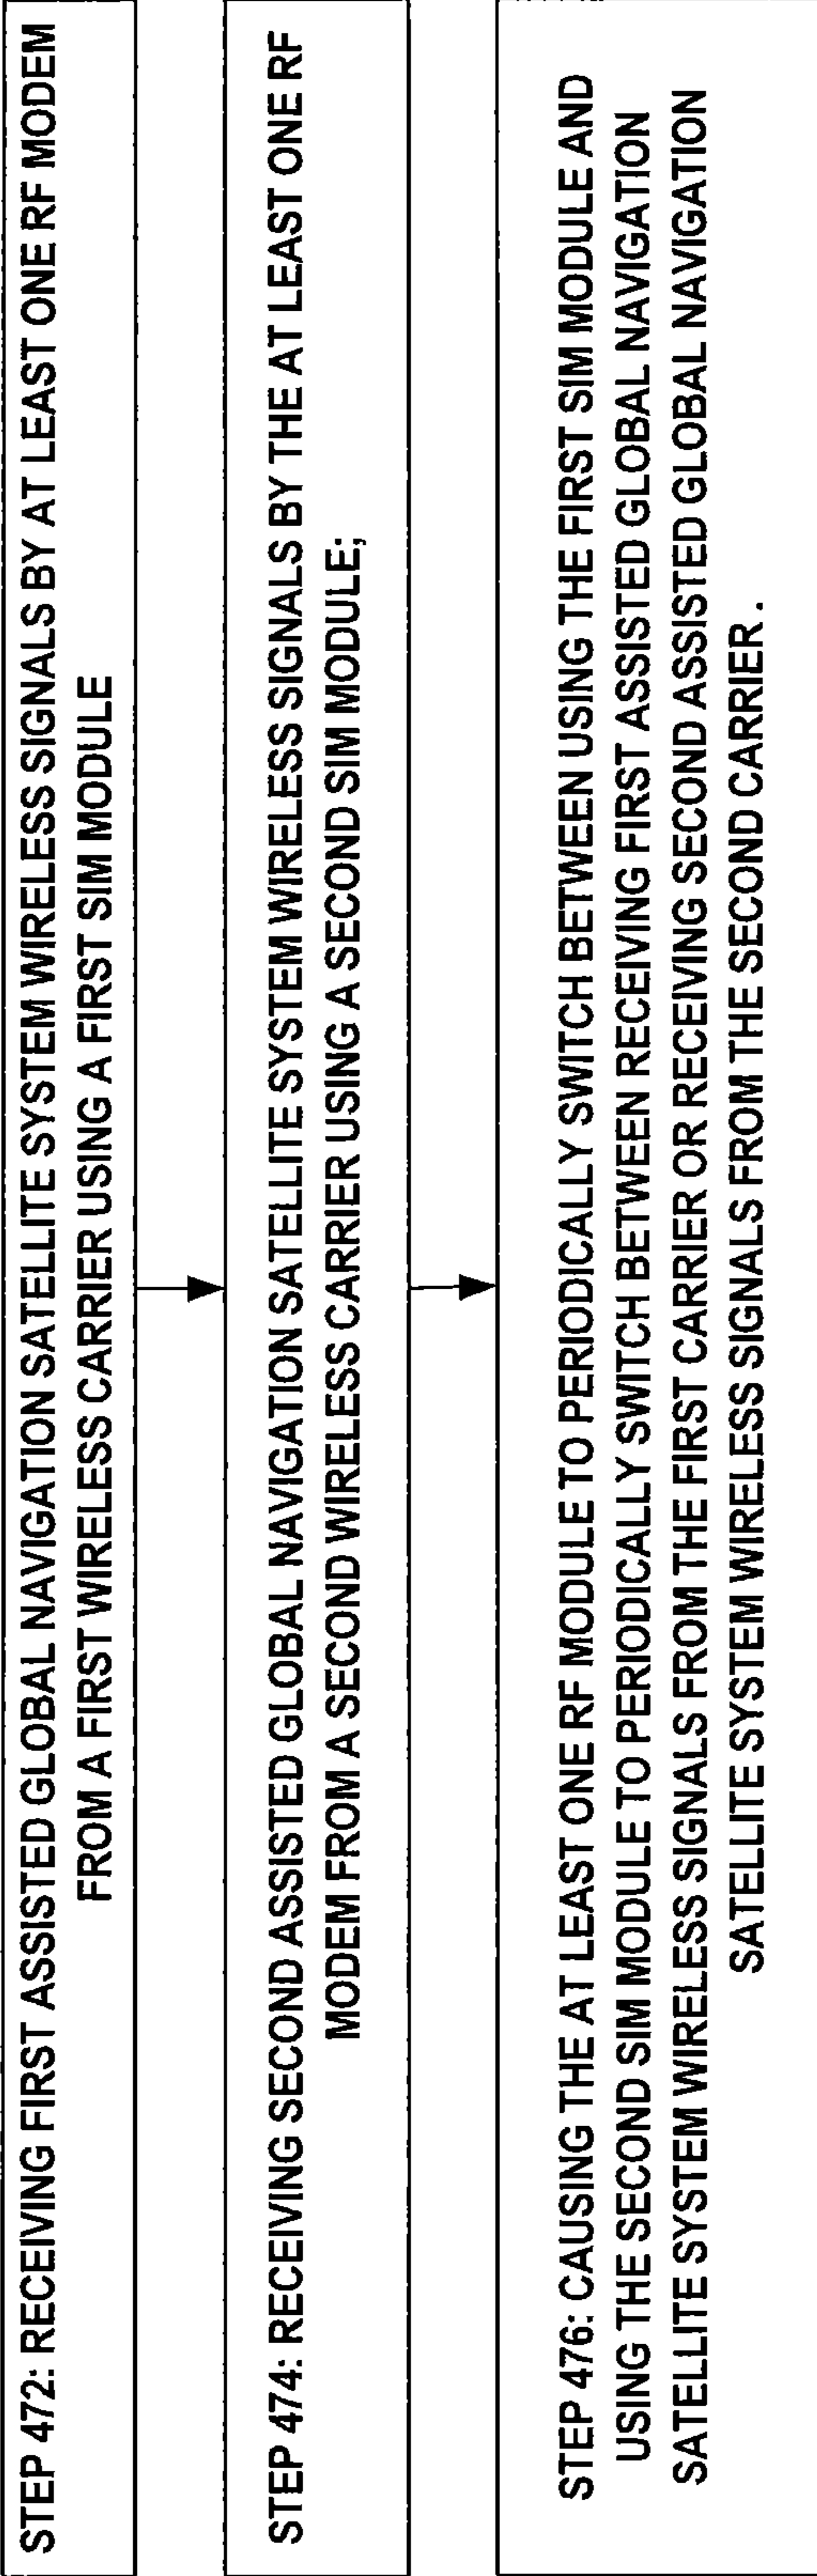 STEP 472: RECEIVING FIRST ASSISTED GLOBAL NAVIGATION SATELLITE SYSTEM WIRELESS SIGNALS BY AT LEAST ONE RF MODEM
FROM A FIRST WIRELESS CARRIER USING A FIRST SIM MODULE
STEP 474: RECEIVING SECOND ASSISTED GLOBAL NAVIGATION SATELLITE SYSTEM WIRELESS SIGNALS BY THE AT LEAST ONE RF
MODEM FROM A SECOND WIRELESS CARRIER USING A SECOND SIM MODULE;
STEP 476: CAUSING THE AT LEAST ONE RF MODULE TO PERIODICALLY SWITCH BETWEEN USING THE FIRST SIM MODULE AND
USING THE SECOND SIM MODULE TO PERIODICALLY SWITCH BETWEEN RECEIVING FIRST ASSISTED GLOBAL NAVIGATION
SATELLITE SYSTEM WIRELESS SIGNALS FROM THE FIRST CARRIER OR RECEIVING SECOND ASSISTED GLOBAL NAVIGATION
SATELLITE SYSTEM WIRELESS SIGNALS FROM THE SECOND CARRIER.